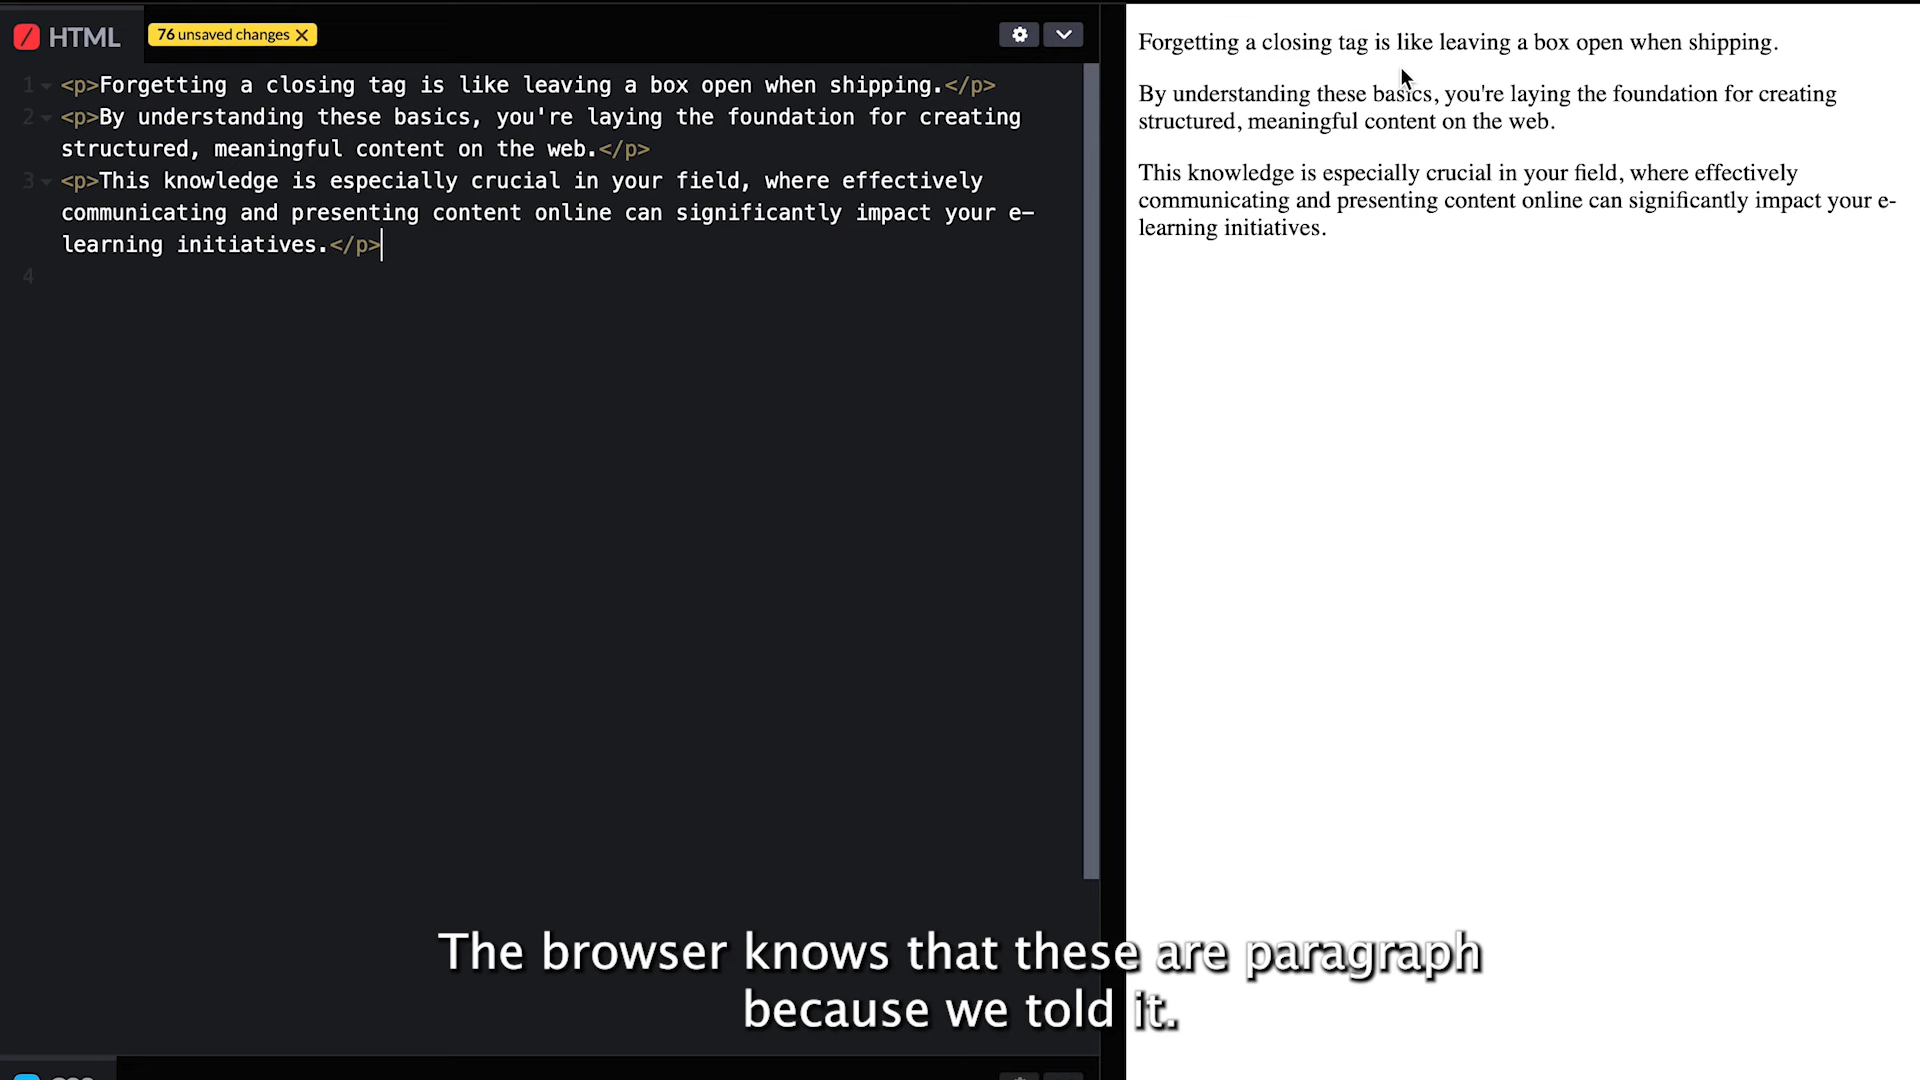 HTML
76 unsaved changes ✕
1 <p>Forgetting a closing tag is like leaving a box open when shipping.</p>
2 <p>By understanding these basics, you're laying the foundation for creating
structured, meaningful content on the web.</p>
3 <p>This knowledge is especially crucial in your field, where effectively
communicating and presenting content online can significantly impact your e-
learning initiatives.</p>
4
Forgetting a closing tag is like leaving a box open when shipping.
By understanding these basics, you're laying the foundation for creating
structured, meaningful content on the web.
This knowledge is especially crucial in your field, where effectively
communicating and presenting content online can significantly impact your e-
learning initiatives.
The browser knows that these are paragraph
because we told it.